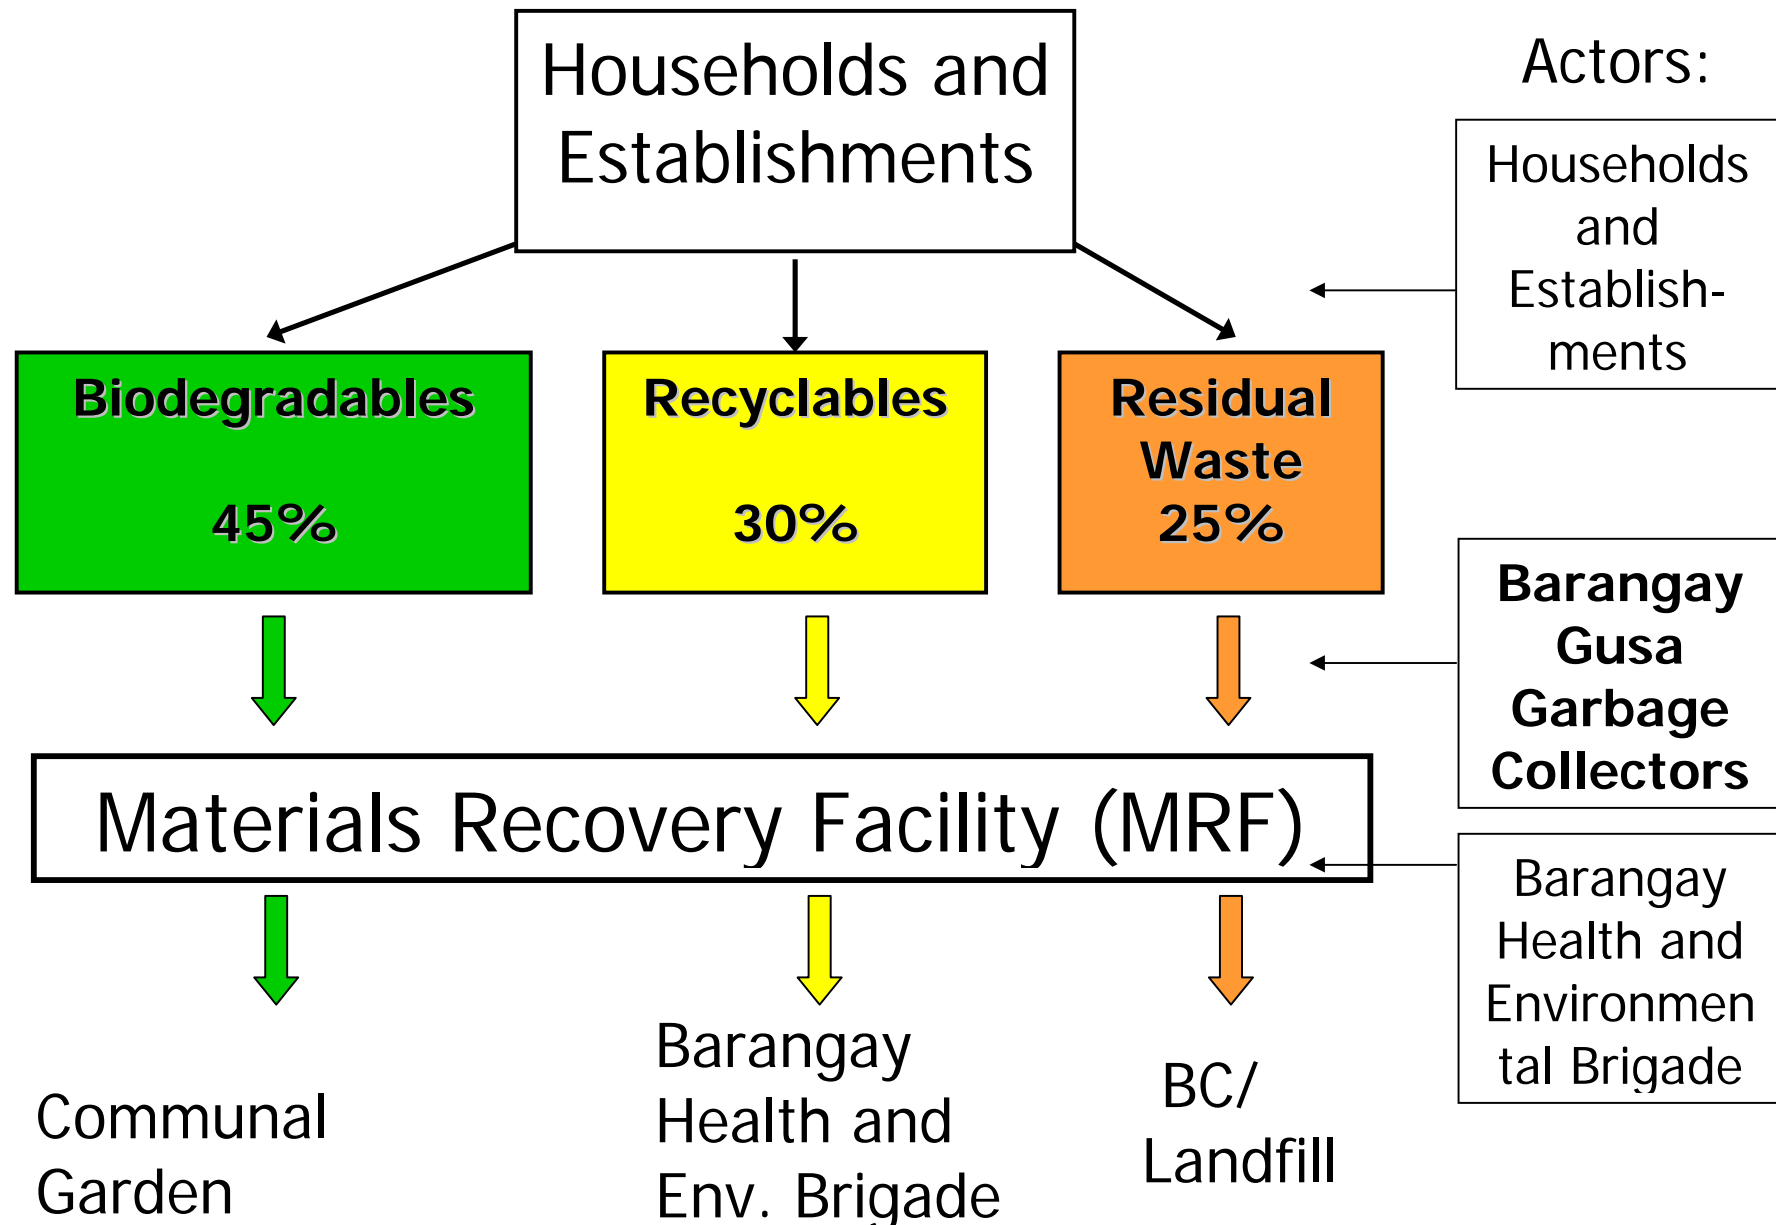 Households and
Establishments
Actors:
Households
and
Establish-
ments
Biodegradables
45%
Recyclables
30%
Residual
Waste
25%
Barangay
Gusa
Garbage
Collectors
Materials Recovery Facility (MRF)
Barangay
Health and
Environmen
tal Brigade
Communal
Garden
Barangay
Health and
Env. Brigade
BC/
Landfill